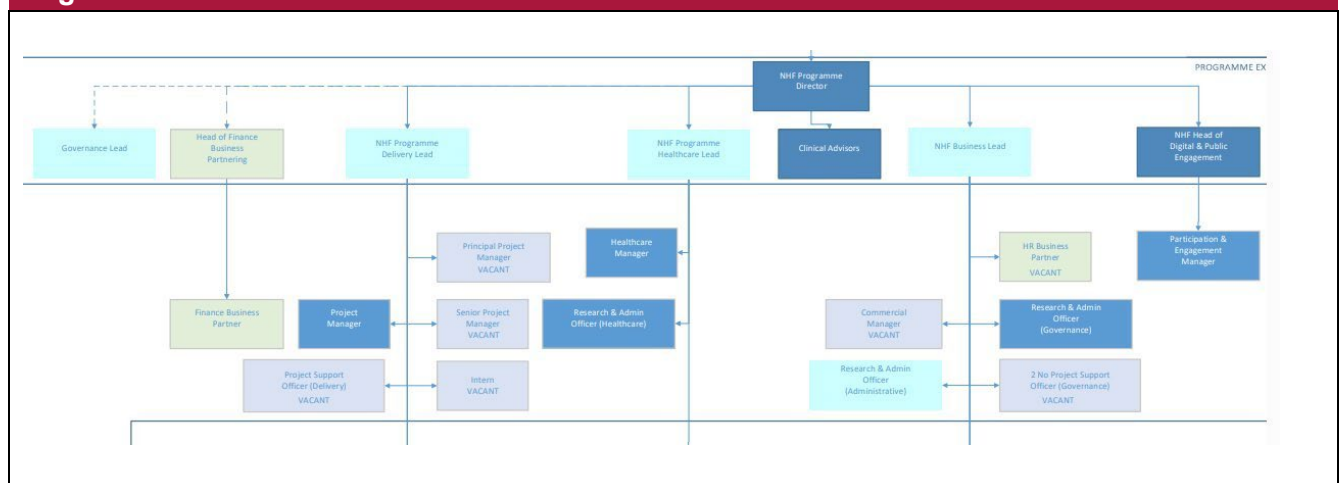 PROGRAMME EX
NHF Programme
Director
Governance Lead
Head of Finance
Business
Partnering
NHF Programme
Delivery Lead
NHF Programme
Healthcare Lead
Clinical Advisors
NHF Business Lead
NHF Head of
Digital & Public
Engagement
Principal Project
Manager
VACANT
Healthcare
Manager
HR Business
Partner
VACANT
Participation &
Engagement
Manager
Finance Business
Partner
Project
Manager
Senior Project
Manager
VACANT
Research & Admin
Officer (Healthcare)
Commercial
Manager
VACANT
Research & Admin
Officer
(Governance)
Project Support
Officer (Delivery)
VACANT
Intern
VACANT
Research & Admin
Officer
(Administrative)
2 No Project Support
Officer (Governance)
VACANT